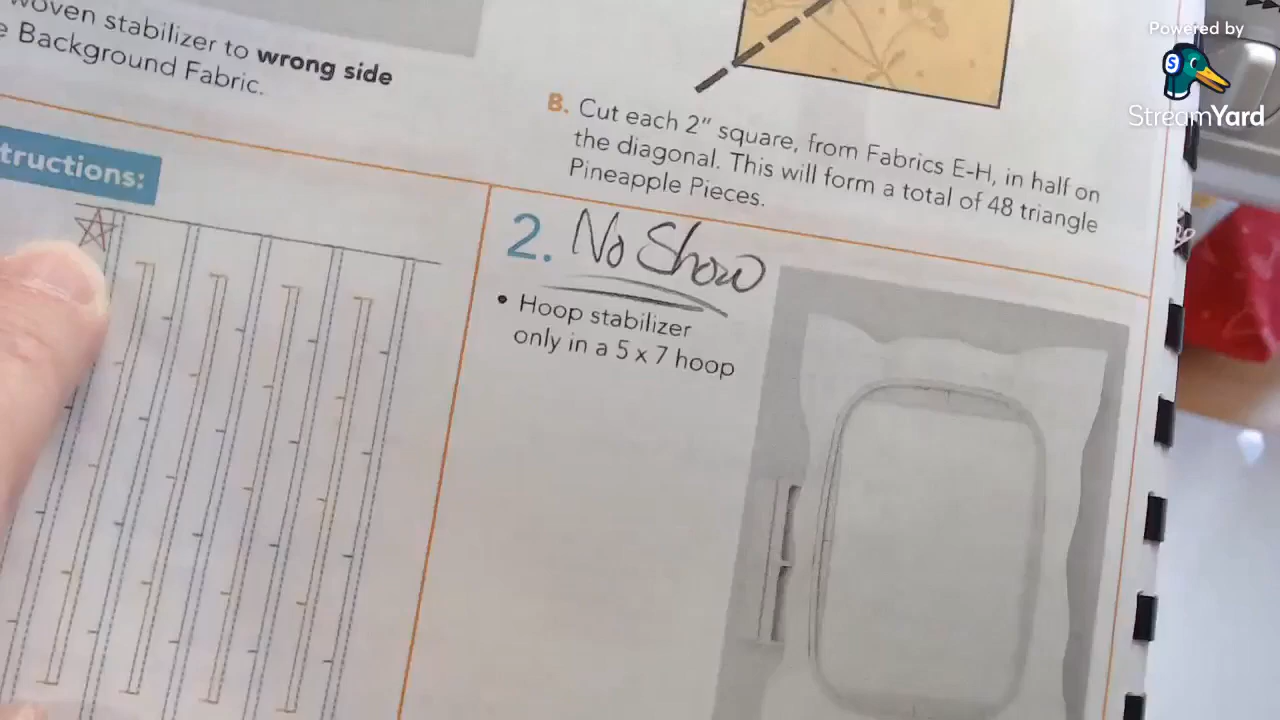 woven stabilizer to wrong side
e Background Fabric.
B. Cut each 2" square, from Fabrics E-H, in half on
the diagonal. This will form a total of 48 triangle
Pineapple Pieces.
tructions:
2. No Show
• Hoop stabilizer
only in a 5 x 7 hoop
Powered by
StreamYard